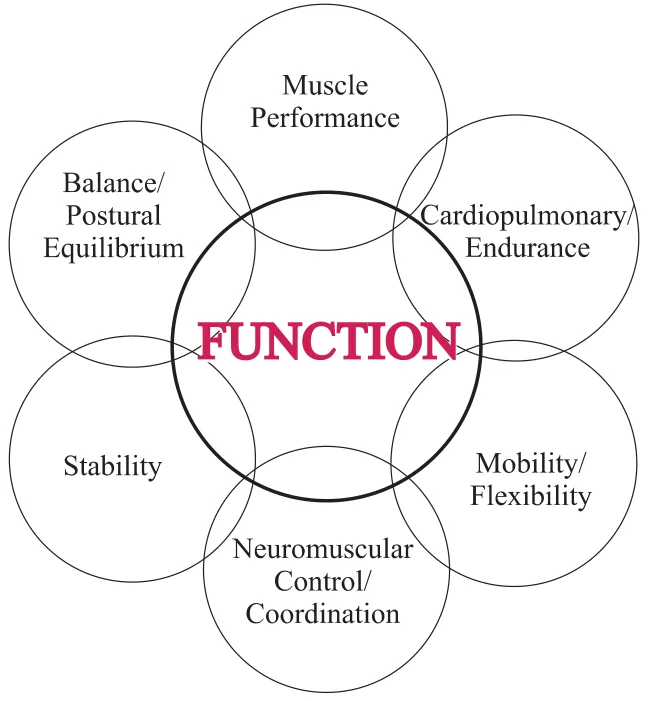 Muscle
Performance
Balance/
Postural
Equilibrium
Cardiopulmonary/
Endurance
FUNCTION
Stability
Mobility/
Flexibility
Neuromuscular
Control/
Coordination